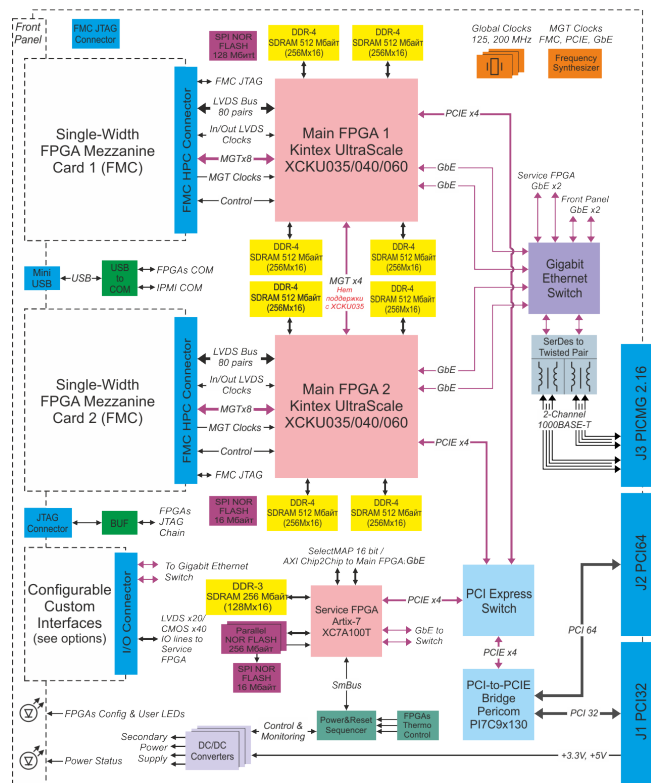 Front
Panel
FMC JTAG
Connector
SPI NOR
FLASH
128 Мбит1
DDR-4
SDRAM 512 Мбайт
(256Mx16)
DDR-4
SDRAM 512 Мбайт
(256Mx16)
Global Clocks
125, 200 MHz
MGT Clocks
FMC, PCIE, GbE
Frequency
Synthesizer
Single-Width
FPGA Mezzanine
Card 1 (FMC)
FMC HPC Connector
FMC JTAG
LVDS Bus
80 pairs
In/Out LVDS
Clocks
MGTx8
MGT Clocks
Control
Main FPGA 1
Kintex UltraScale
XCKU035/040/060
PCIE x4
GbE
GbE
Service FPGA
GbE x2
Front Panel
GbE x2
Gigabit
Ethernet
Switch
DDR-4
SDRAM 512 Мбайт
(256Mx16)
DDR-4
SDRAM 512 Мбайт
(256Mx16)
MGT x4
Нет
поддержки
с XCKU035
DDR-4
SDRAM 512 Мбайт
(256Mx16)
DDR-4
SDRAM 512 Мбайт
(256Mx16)
Mini
USB
USB
USB
to
COM
FPGAs COM
IPMI COM
Single-Width
FPGA Mezzanine
Card 2 (FMC)
FMC HPC Connector
LVDS Bus
80 pairs
In/Out LVDS
Clocks
MGTx8
MGT Clocks
Control
FMC JTAG
Main FPGA 2
Kintex UltraScale
XCKU035/040/060
GbE
GbE
PCIE x4
SerDes to
Twisted Pair
2-Channel
1000BASE-T
J3 PICMG 2.16
SPI NOR
FLASH
16 Мбайт
DDR-4
SDRAM 512 Мбайт
(256Mx16)
DDR-4
SDRAM 512 Мбайт
(256Mx16)
JTAG
Connector
BUF
FPGAs
JTAG
Chain
J2 PCI64
Configurable
Custom
Interfaces
(see options)
I/O Connector
To Gigabit Ethernet
Switch
LVDS x20/
CMOS x40
IO lines to
Service
FPGA
SelectMAP 16 bit /
AXI Chip2Chip to Main FPGA:GbE
DDR-3
SDRAM 256 Мбайт
(128Mx16)
Parallel
NOR FLASH
256 Мбайт
SPI NOR
FLASH
16 Мбайт
Service FPGA
Artix-7
XC7A100T
PCIE x4
GbE to
Switch
PCI Express
Switch
PCIE x4
PCI 64
PCI-to-PCIE
Bridge
Pericom
PI7C9x130
PCI 32
J1 PCI32
SmBus
FPGAs Config & User LEDs
Power Status
Secondary
Power
Supply
DC/DC
Converters
Control &
Monitoring
Power&Reset
Sequencer
FPGAs
Thermo
Control
+3.3V, +5V